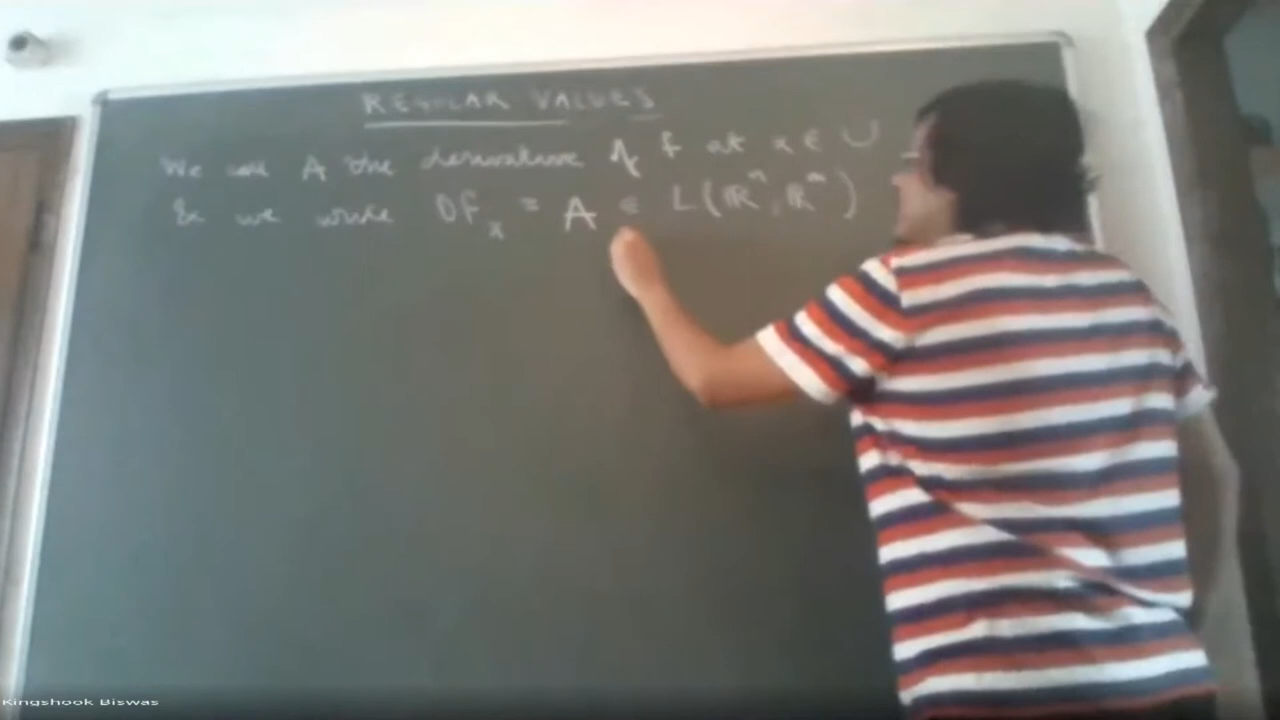 REGULAR VALUES
We call A the derivative of f at x ∈ U
& we write Df_x = A ∈ L(ℝ^n, ℝ^m)
Kingshook Biswas